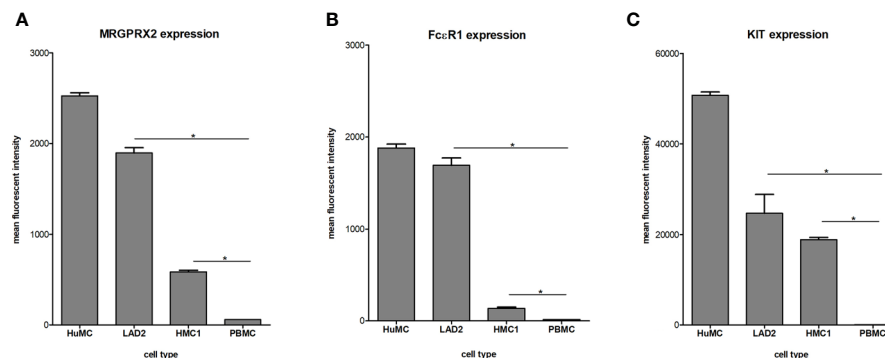 A
MRGPRX2 expression
mean fluorescent intensity
3000
2000
1000
0
*
*
HuMC LAD2 HMC1 PBMC
cell type
B
FcεR1 expression
mean fluorescent intensity
3000
2000
1000
0
*
*
HuMC LAD2 HMC1 PBMC
cell type
C
KIT expression
mean fluorescent intensity
60000
40000
20000
0
*
*
HuMC LAD2 HMC1 PBMC
cell type